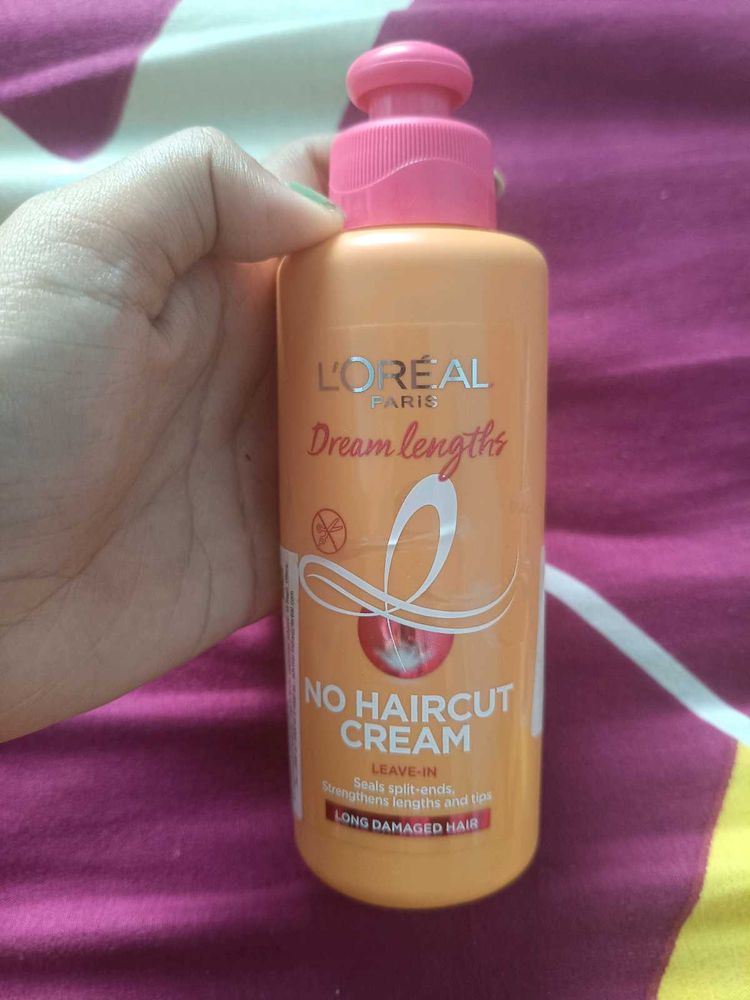 L'ORÉAL
PARIS
Dream lengths
NO HAIRCUT
CREAM
LEAVE-IN
Seals split-ends,
Strengthens lengths and tips
LONG DAMAGED HAIR